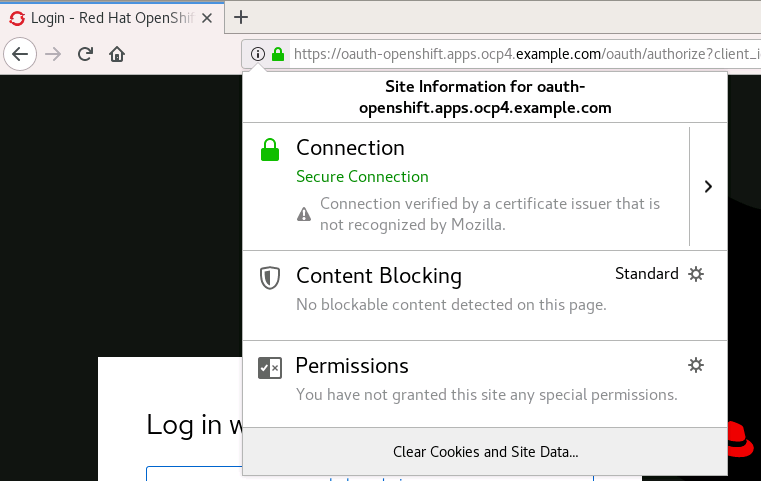 Login - Red Hat OpenShif
https://oauth-openshift.apps.ocp4.example.com/oauth/authorize?client_i
Site Information for oauth-
openshift.apps.ocp4.example.com
Connection
Secure Connection
Connection verified by a certificate issuer that is
not recognized by Mozilla.
Content Blocking
Standard
No blockable content detected on this page.
Permissions
You have not granted this site any special permissions.
Log in w
Clear Cookies and Site Data...